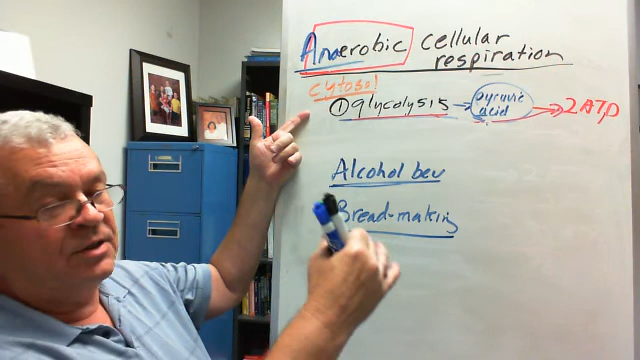 Anaerobic cellular
respiration
cytosol
① glycolysis → pyruvic acid → 2 ATP
Alcohol bev
Bread-making